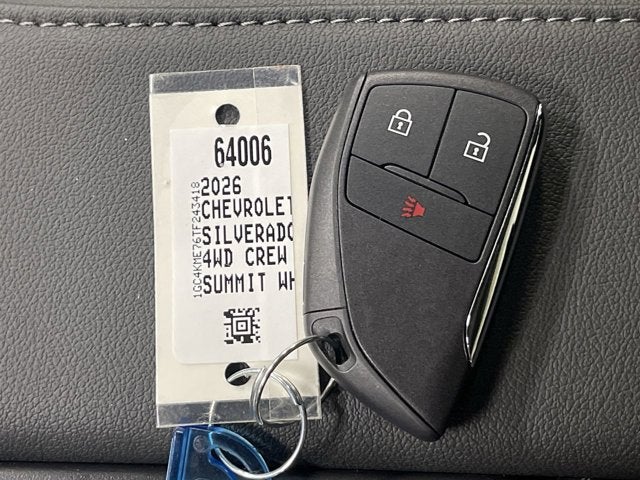 64006
2026
CHEVROLET
SILVERADO
4WD CREW
SUMMIT WH
1GC4KME76TF243418